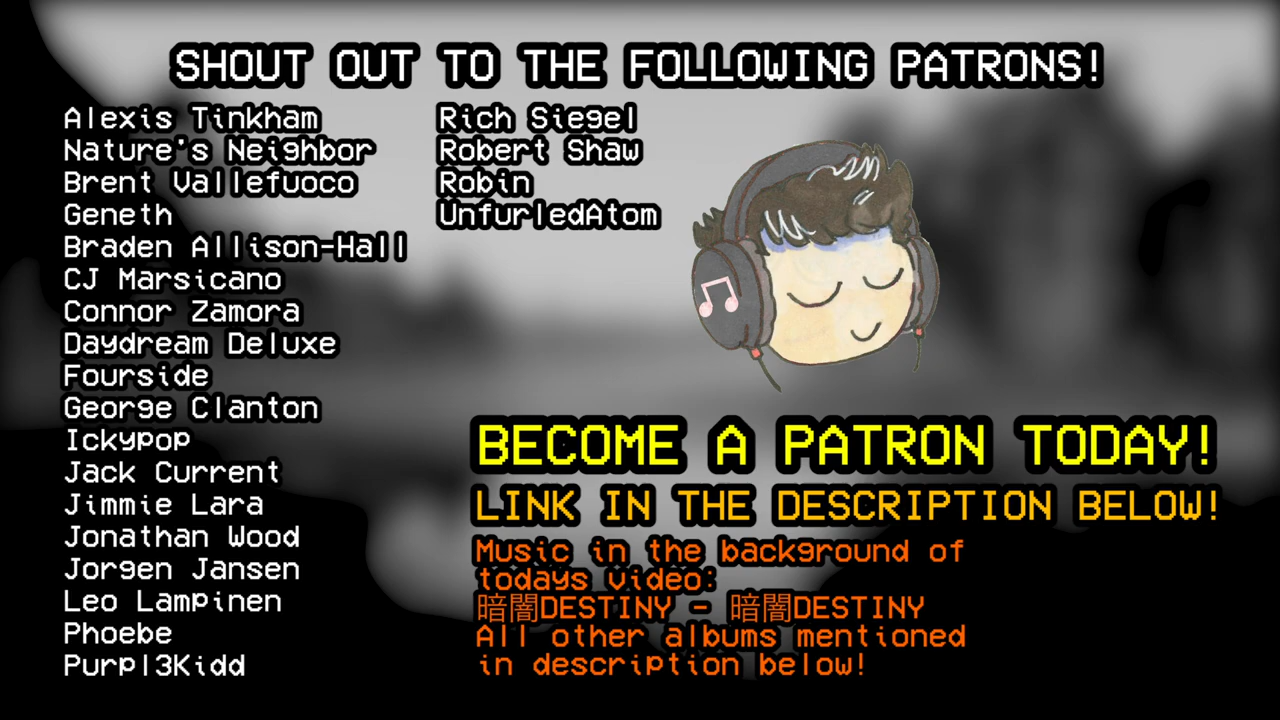 SHOUT OUT TO THE FOLLOWING PATRONS!
Alexis Tinkham
Nature's Neighbor
Brent Vallefuoco
Geneth
Braden Allison-Hall
CJ Marsicano
Connor Zamora
Daydream Deluxe
Fourside
George Clanton
Ickypop
Jack Current
Jimmie Lara
Jonathan Wood
Jorgen Jansen
Leo Lampinen
Phoebe
Purpl3Kidd
Rich Siegel
Robert Shaw
Robin
UnfurledAtom
BECOME A PATRON TODAY!
LINK IN THE DESCRIPTION BELOW!
Music in the background of
todays video:
暗闇DESTINY - 暗闇DESTINY
All other albums mentioned
in description below!